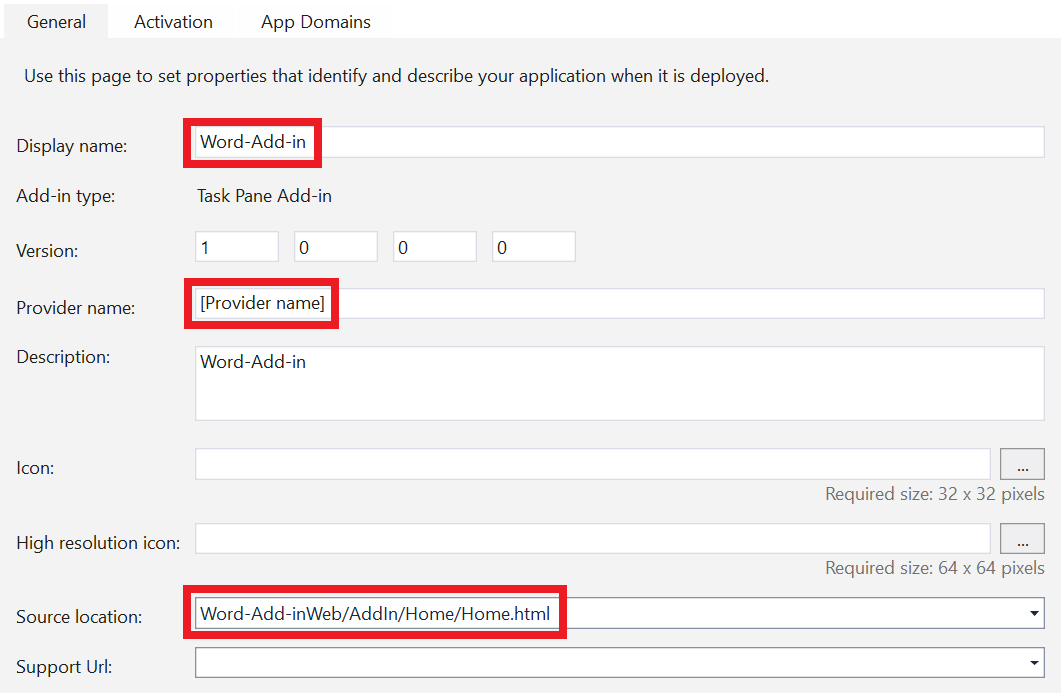 General Activation App Domains
Use this page to set properties that identify and describe your application when it is deployed.
Display name: Word-Add-in
Add-in type: Task Pane Add-in
Version: 1 0 0 0
Provider name: [Provider name]
Description: Word-Add-in
Icon: ...
Required size: 32 x 32 pixels
High resolution icon: ...
Required size: 64 x 64 pixels
Source location: Word-Add-inWeb/AddIn/Home/Home.html
Support Url: